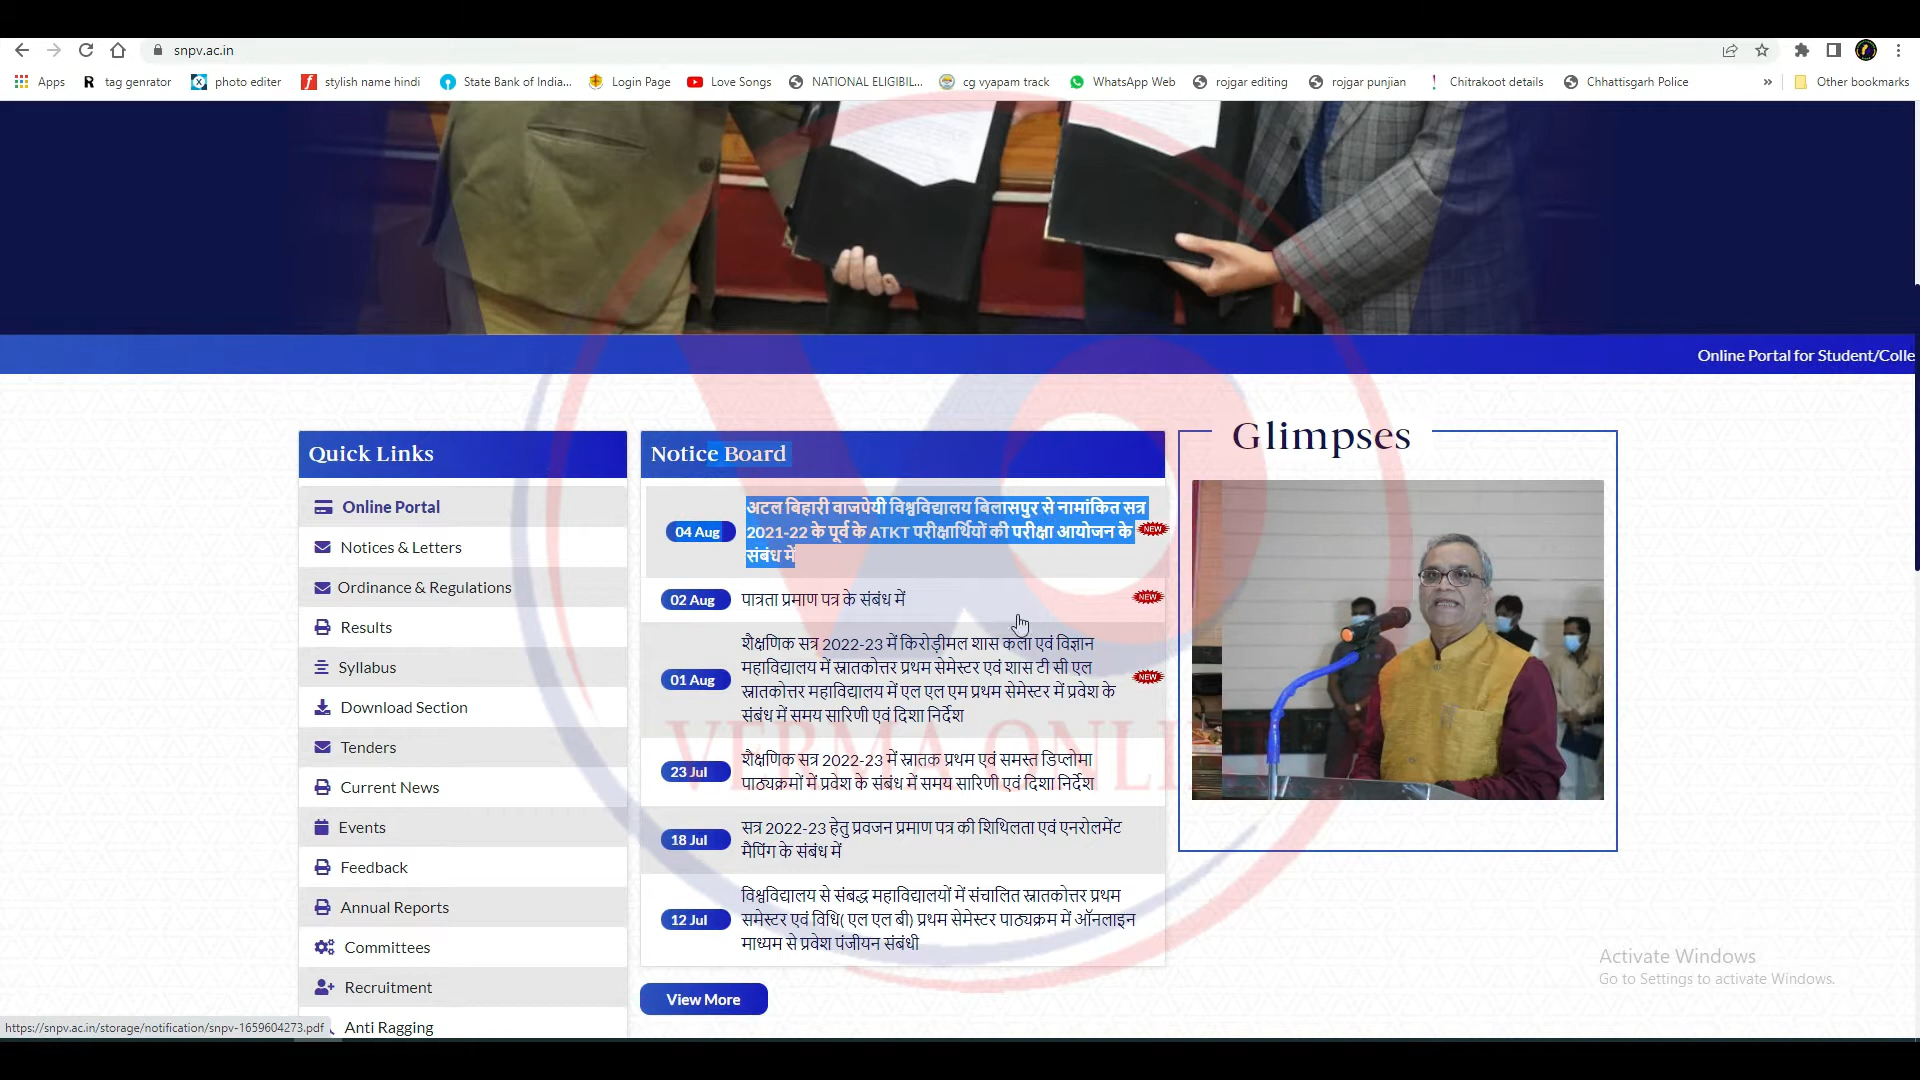 snpv.ac.in
Apps tag genrator photo editer stylish name hindi State Bank of India... Login Page Love Songs NATIONAL ELIGIBIL... cg vyapam track WhatsApp Web rojgar editing rojgar punjian Chitrakoot details Chhattisgarh Police » Other bookmarks
Online Portal for Student/Colle
Quick Links
Online Portal
Notices & Letters
Ordinance & Regulations
Results
Syllabus
Download Section
Tenders
Current News
Events
Feedback
Annual Reports
Committees
Recruitment
Anti Ragging
Notice Board
04 Aug
अटल बिहारी वाजपेयी विश्वविद्यालय बिलासपुर से नामांकित सत्र
2021-22 के पूर्व के ATKT परीक्षार्थियों की परीक्षा आयोजन के
संबंध में
NEW
02 Aug पात्रता प्रमाण पत्र के संबंध में NEW
01 Aug
शैक्षणिक सत्र 2022-23 में किरोड़ीमल शास कला एवं विज्ञान
महाविद्यालय में स्नातकोत्तर प्रथम सेमेस्टर एवं शास टी सी एल
स्नातकोत्तर महाविद्यालय में एल एल एम प्रथम सेमेस्टर में प्रवेश के
संबंध में समय सारिणी एवं दिशा निर्देश
NEW
23 Jul
शैक्षणिक सत्र 2022-23 में स्नातक प्रथम एवं समस्त डिप्लोमा
पाठ्यक्रमों में प्रवेश के संबंध में समय सारिणी एवं दिशा निर्देश
18 Jul
सत्र 2022-23 हेतु प्रवजन प्रमाण पत्र की शिथिलता एवं एनरोलमेंट
मैपिंग के संबंध में
12 Jul
विश्वविद्यालय से संबद्ध महाविद्यालयों में संचालित स्नातकोत्तर प्रथम
समेस्टर एवं विधि( एल एल बी) प्रथम सेमेस्टर पाठ्यक्रम में ऑनलाइन
माध्यम से प्रवेश पंजीयन संबंधी
View More
Glimpses
VERMA ONLINE
Activate Windows
Go to Settings to activate Windows.
https://snpv.ac.in/storage/notification/snpv-1659604273.pdf